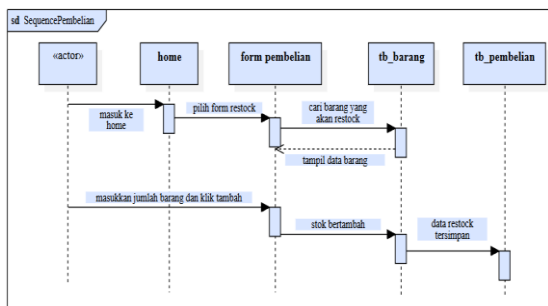 sd SequencePembelian
«actor»
home
form pembelian
tb_barang
tb_pembelian
masuk ke
home
pilih form restock
cari barang yang
akan restock
tampil data barang
masukkan jumlah barang dan klik tambah
stok bertambah
data restock
tersimpan